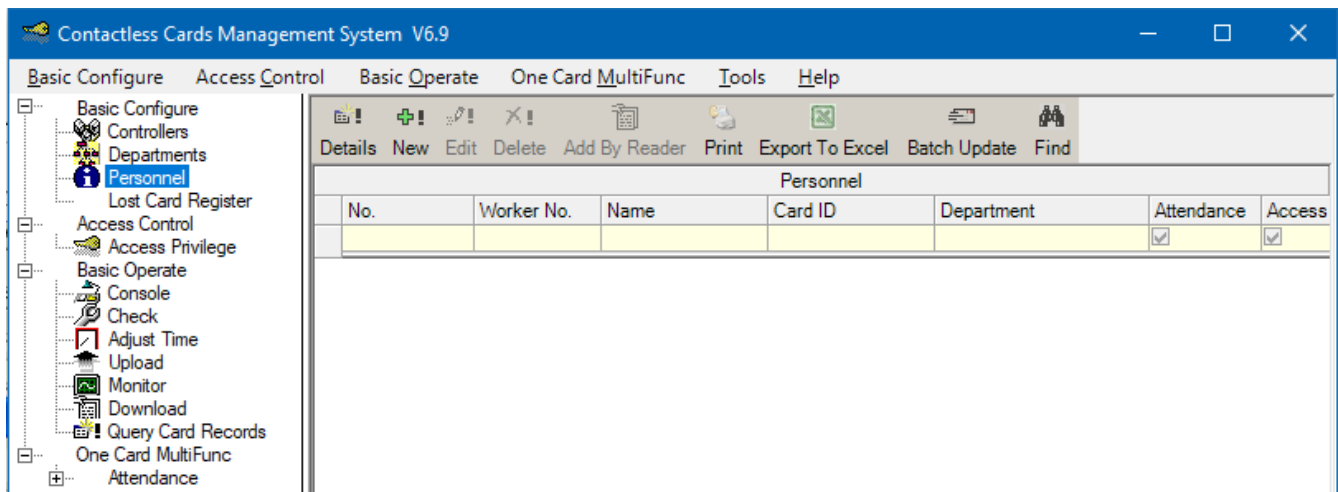 Contactless Cards Management System V6.9
Basic Configure Access Control Basic Operate One Card MultiFunc Tools Help
Basic Configure
Controllers
Departments
Personnel
Lost Card Register
Access Control
Access Privilege
Basic Operate
Console
Check
Adjust Time
Upload
Monitor
Download
Query Card Records
One Card MultiFunc
Attendance
Details New Edit Delete Add By Reader Print Export To Excel Batch Update Find
Personnel
No. Worker No. Name Card ID Department Attendance Access